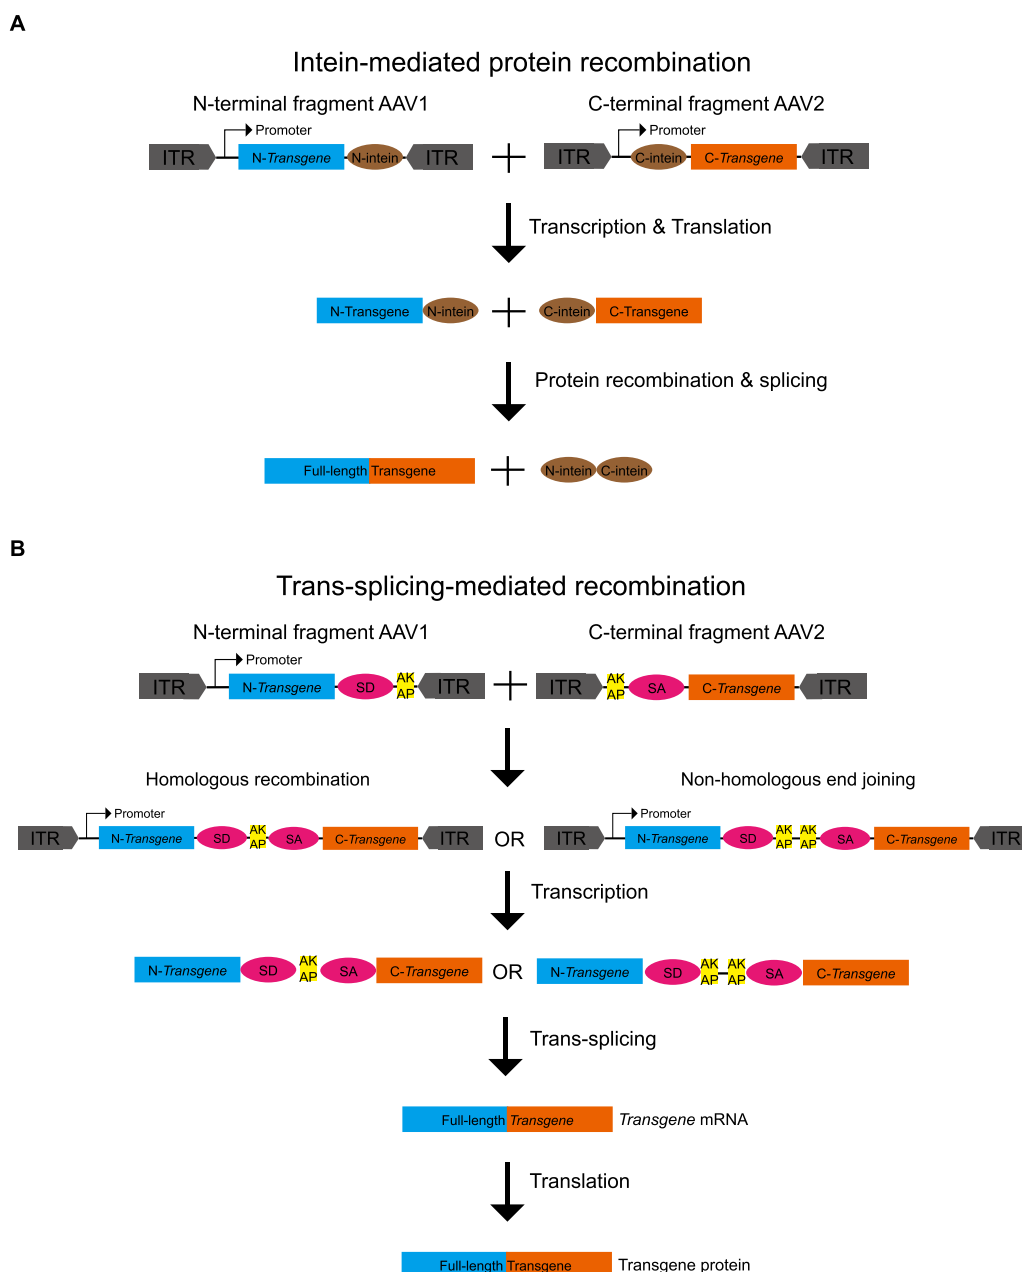 A
Intein-mediated protein recombination
N-terminal fragment AAV1 C-terminal fragment AAV2
Promoter Promoter
ITR N-Transgene N-intein ITR ITR C-intein C-Transgene ITR
Transcription & Translation
N-Transgene N-intein C-intein C-Transgene
Protein recombination & splicing
Full-length Transgene N-intein C-intein
B
Trans-splicing-mediated recombination
N-terminal fragment AAV1 C-terminal fragment AAV2
Promoter
ITR N-Transgene SD AK AP ITR ITR AK AP SA C-Transgene ITR
Homologous recombination Non-homologous end joining
Promoter Promoter
ITR N-Transgene SD AK AP SA C-Transgene ITR OR ITR N-Transgene SD AK AP AK AP SA C-Transgene ITR
Transcription
N-Transgene SD AK AP SA C-Transgene OR N-Transgene SD AK AP AK AP SA C-Transgene
Trans-splicing
Full-length Transgene Transgene mRNA
Translation
Full-length Transgene Transgene protein